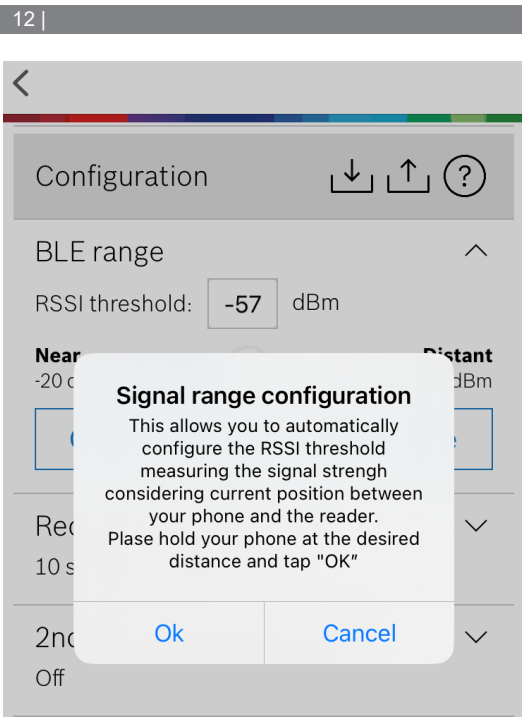 12 |
Configuration
BLE range
RSSI threshold: -57 dBm
Near Distant
-20 dBm
Signal range configuration
This allows you to automatically
configure the RSSI threshold
measuring the signal strengh
considering current position between
your phone and the reader.
Plase hold your phone at the desired
distance and tap "OK"
10 s
Ok Cancel
2nd
Off